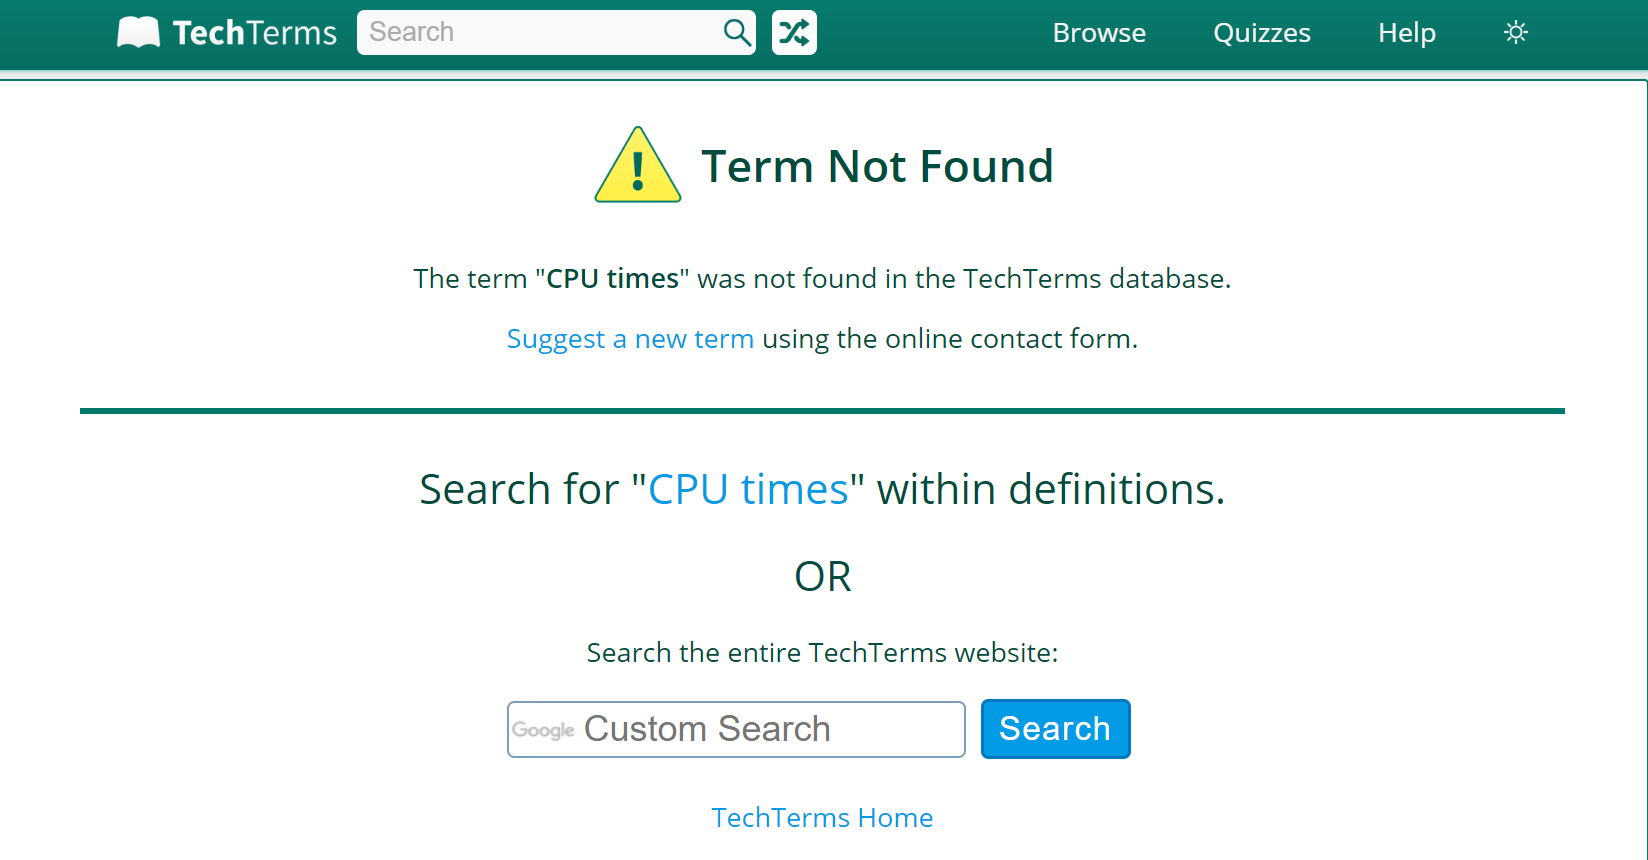 TechTerms Search Browse Quizzes Help
Term Not Found
The term "CPU times" was not found in the TechTerms database.
Suggest a new term using the online contact form.
Search for "CPU times" within definitions.
OR
Search the entire TechTerms website:
Google Custom Search Search
TechTerms Home